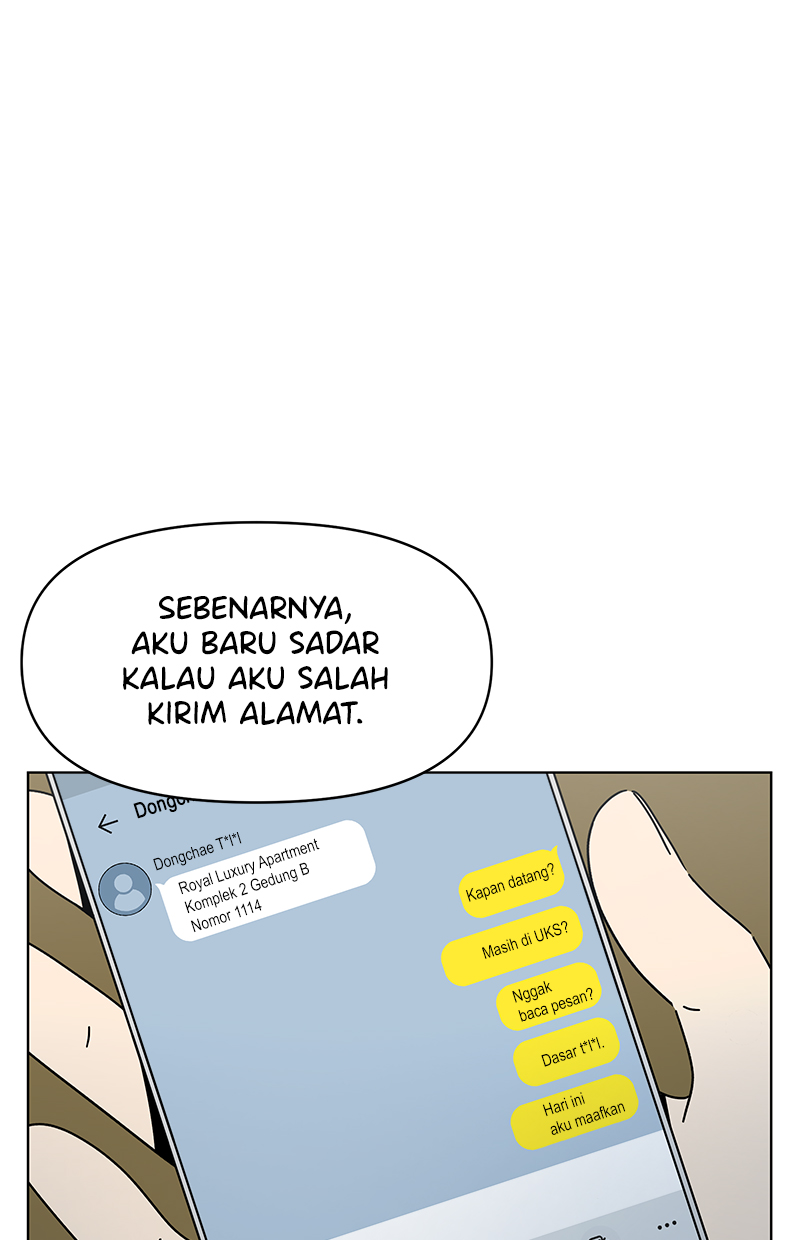 SEBENARNYA,
AKU BARU SADAR
KALAU AKU SALAH
KIRIM ALAMAT.
Dongchae T*l*l
Royal Luxury Apartment
Komplek 2 Gedung B
Nomor 1114
Kapan datang?
Masih di UKS?
Nggak
baca pesan?
Dasar t*l*l.
Hari ini
aku maafkan